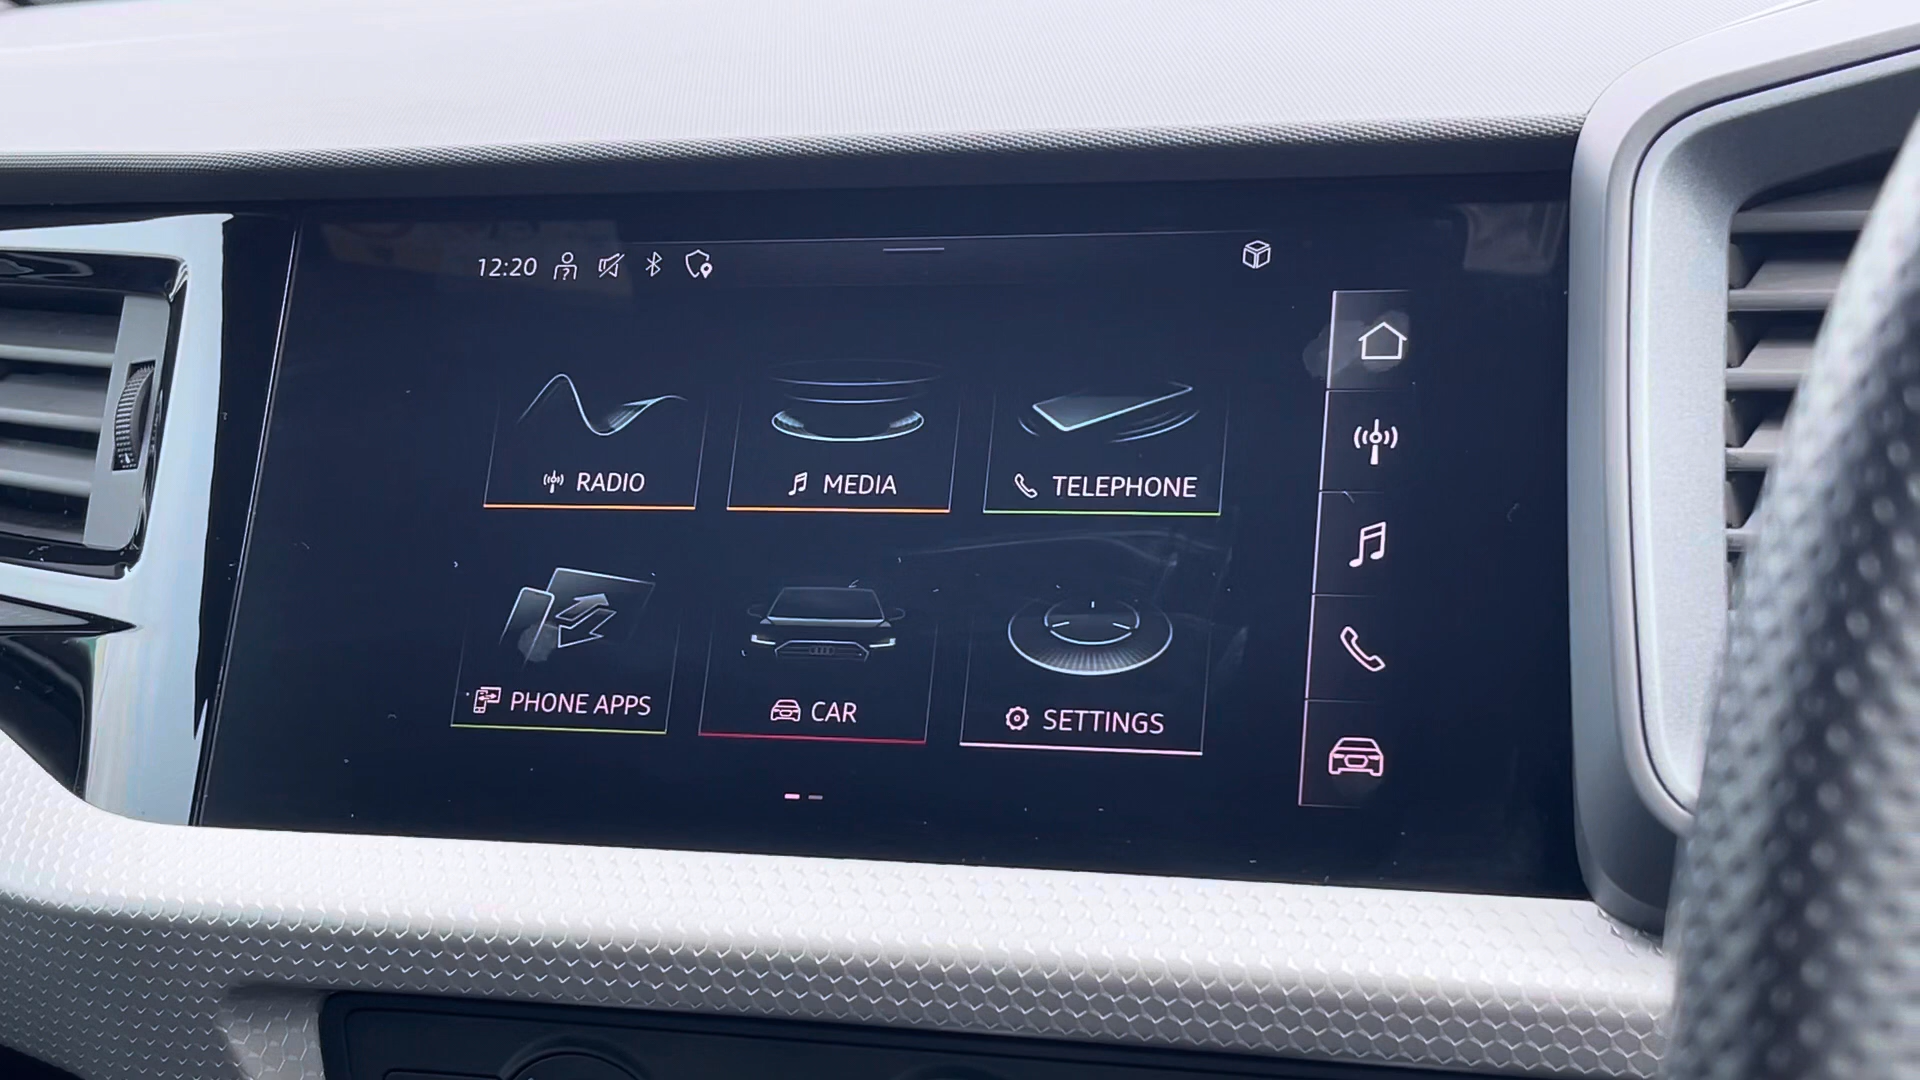 12:20
RADIO
MEDIA
TELEPHONE
PHONE APPS
CAR
SETTINGS